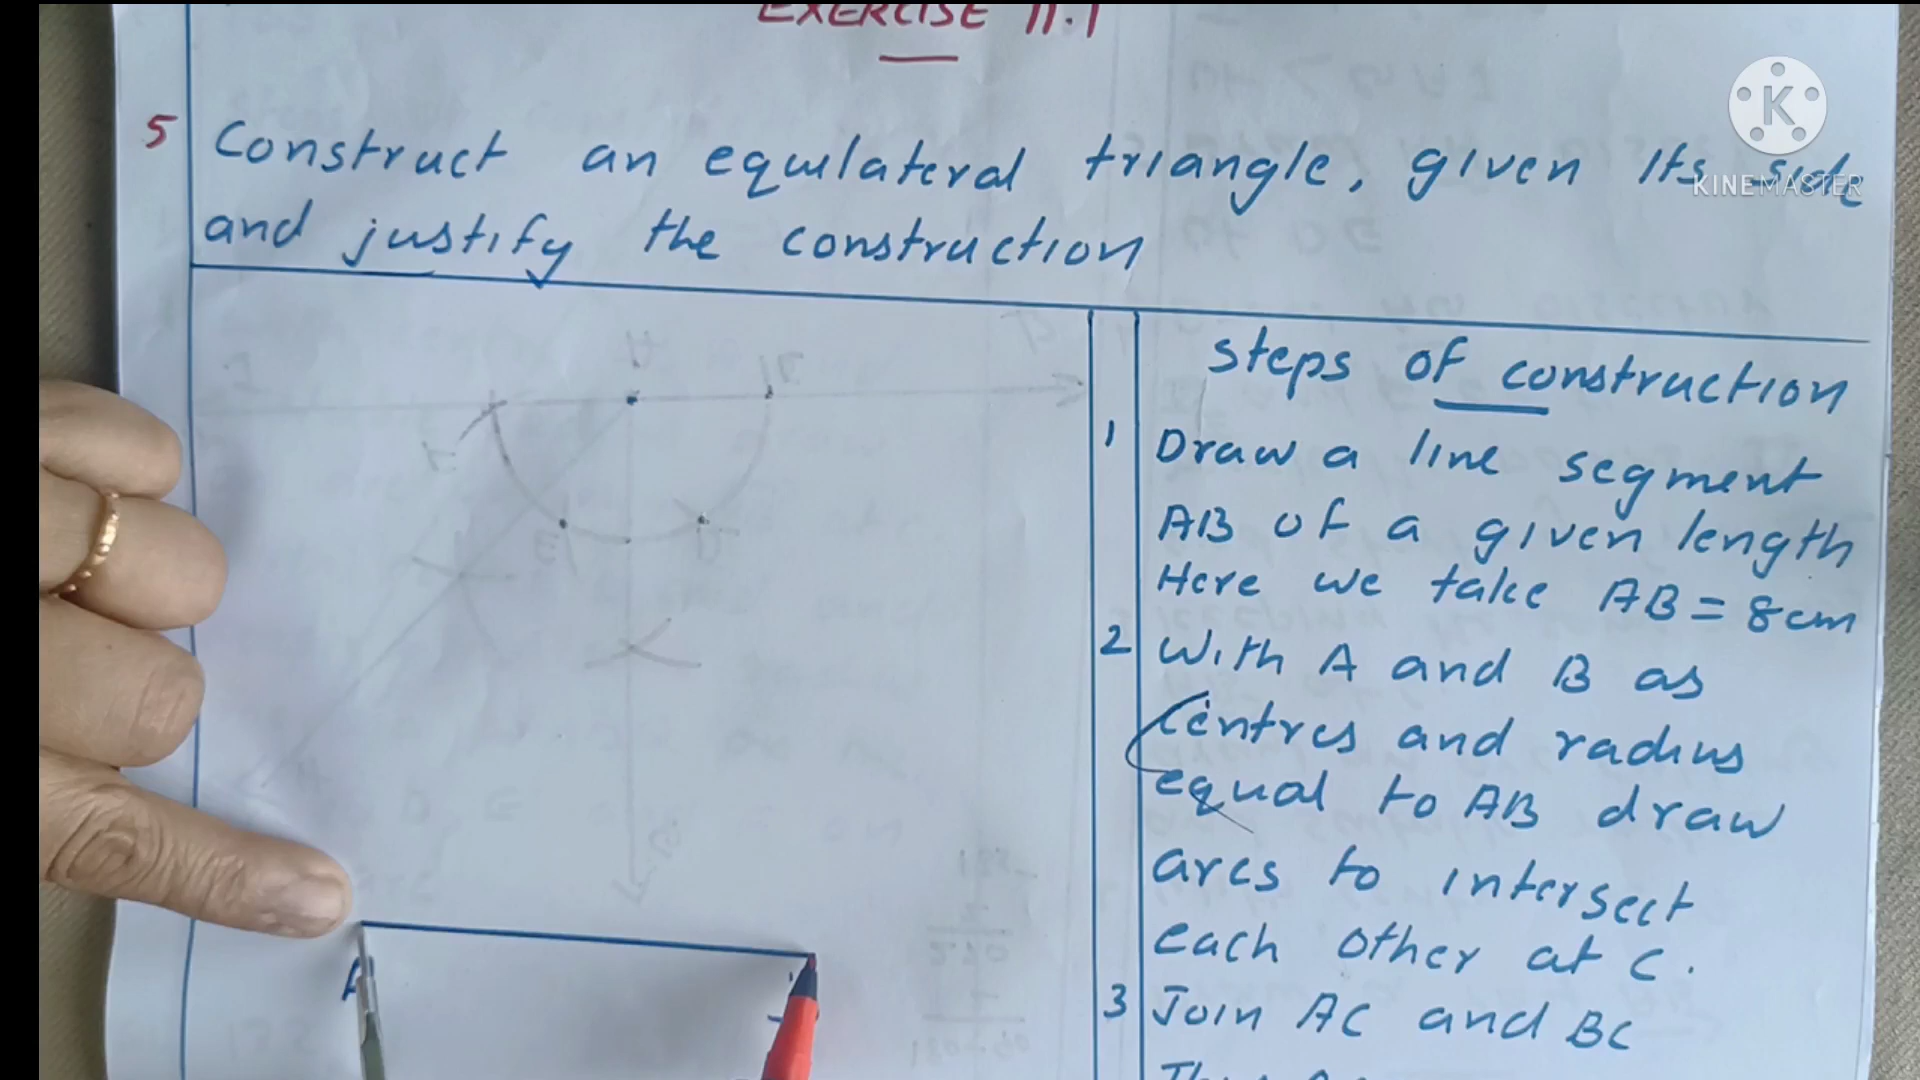 EXERCISE 11.1
K
KINEMASTER
5 Construct an equilateral triangle, given its side
and justify the construction
steps of construction
1 Draw a line segment
AB of a given length
Here we take AB = 8cm
2 With A and B as
centres and radius
equal to AB draw
arcs to intersect
each other at C.
3 Join AC and BC
A